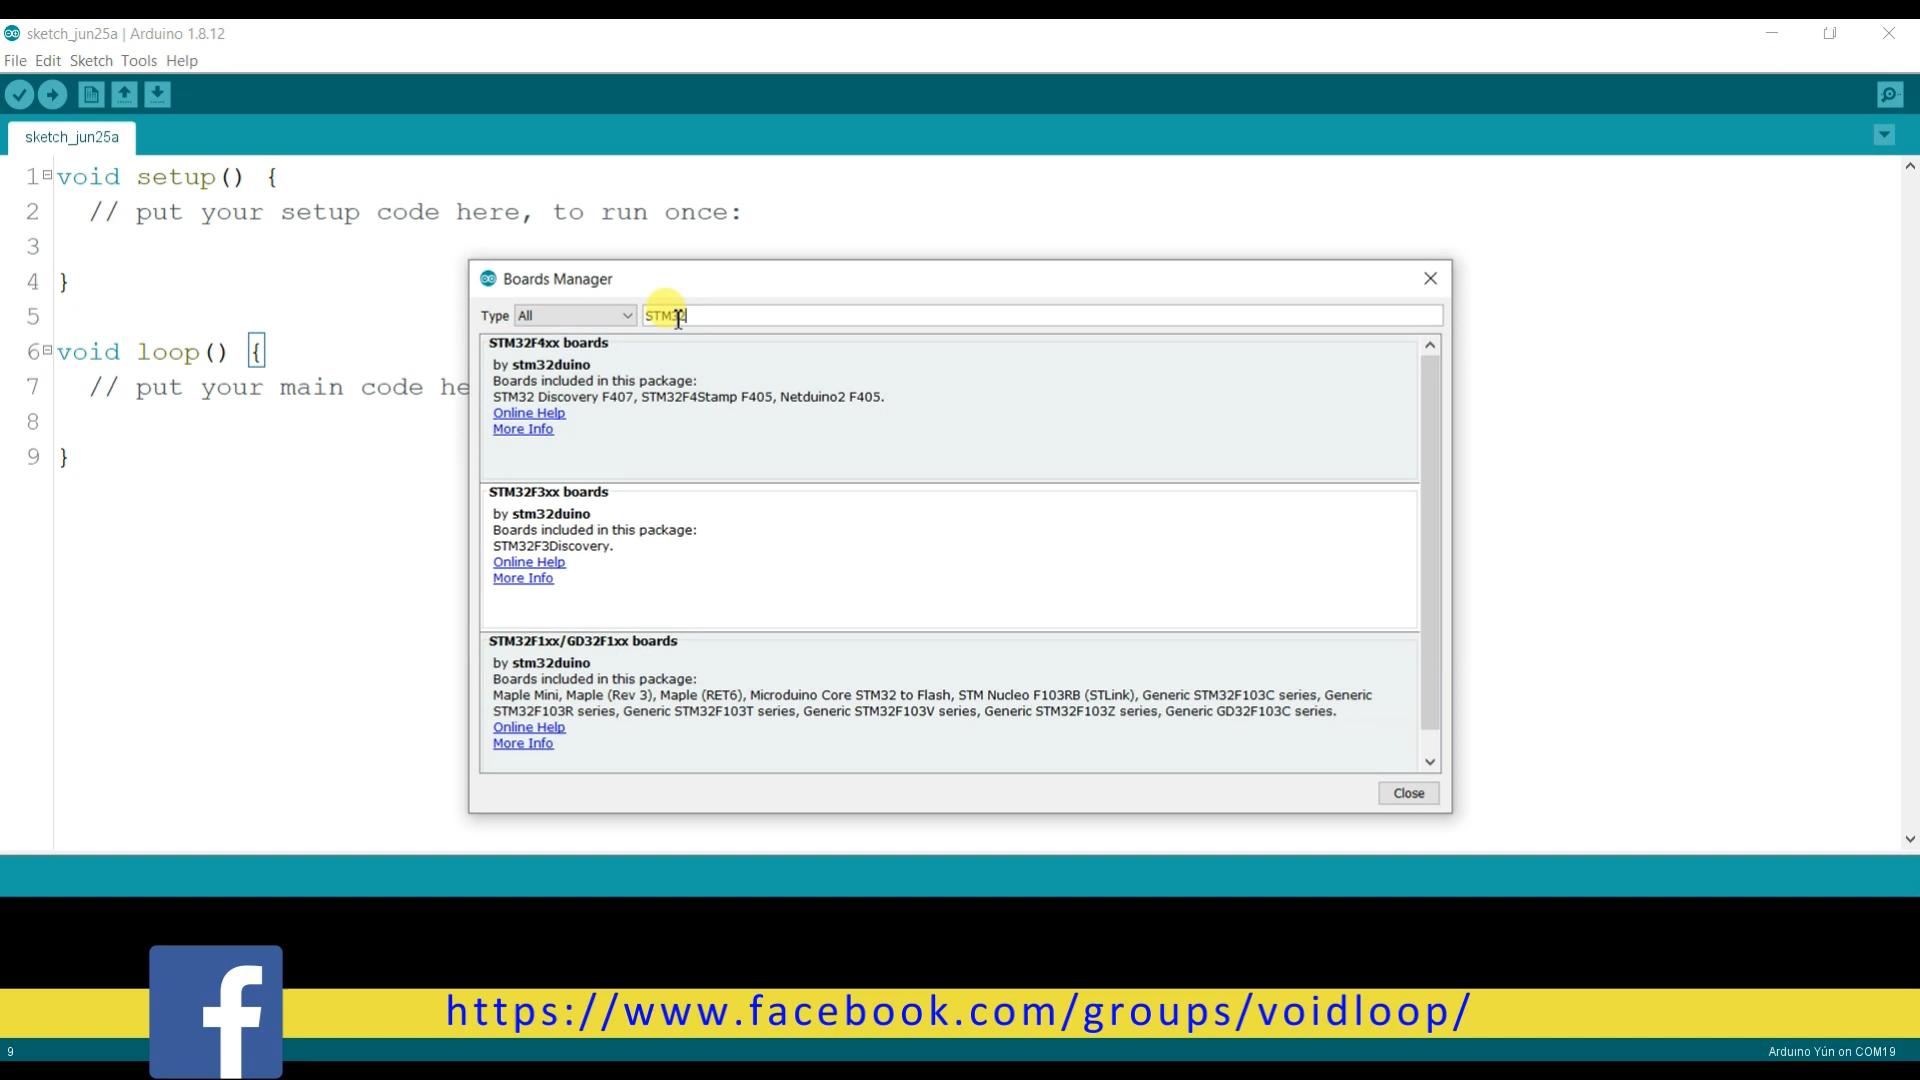 sketch_jun25a | Arduino 1.8.12
File Edit Sketch Tools Help
sketch_jun25a
1 void setup() {
2 // put your setup code here, to run once:
3
4 }
5
6 void loop() {
7 // put your main code he
8
9 }
Boards Manager
Type All STM32
STM32F4xx boards
by stm32duino
Boards included in this package:
STM32 Discovery F407, STM32F4Stamp F405, Netduino2 F405.
Online Help
More Info
STM32F3xx boards
by stm32duino
Boards included in this package:
STM32F3Discovery.
Online Help
More Info
STM32F1xx/GD32F1xx boards
by stm32duino
Boards included in this package:
Maple Mini, Maple (Rev 3), Maple (RET6), Microduino Core STM32 to Flash, STM Nucleo F103RB (STLink), Generic STM32F103C series, Generic
STM32F103R series, Generic STM32F103T series, Generic STM32F103V series, Generic STM32F103Z series, Generic GD32F103C series.
Online Help
More Info
Close
f
https://www.facebook.com/groups/voidloop/
9
Arduino Yún on COM19